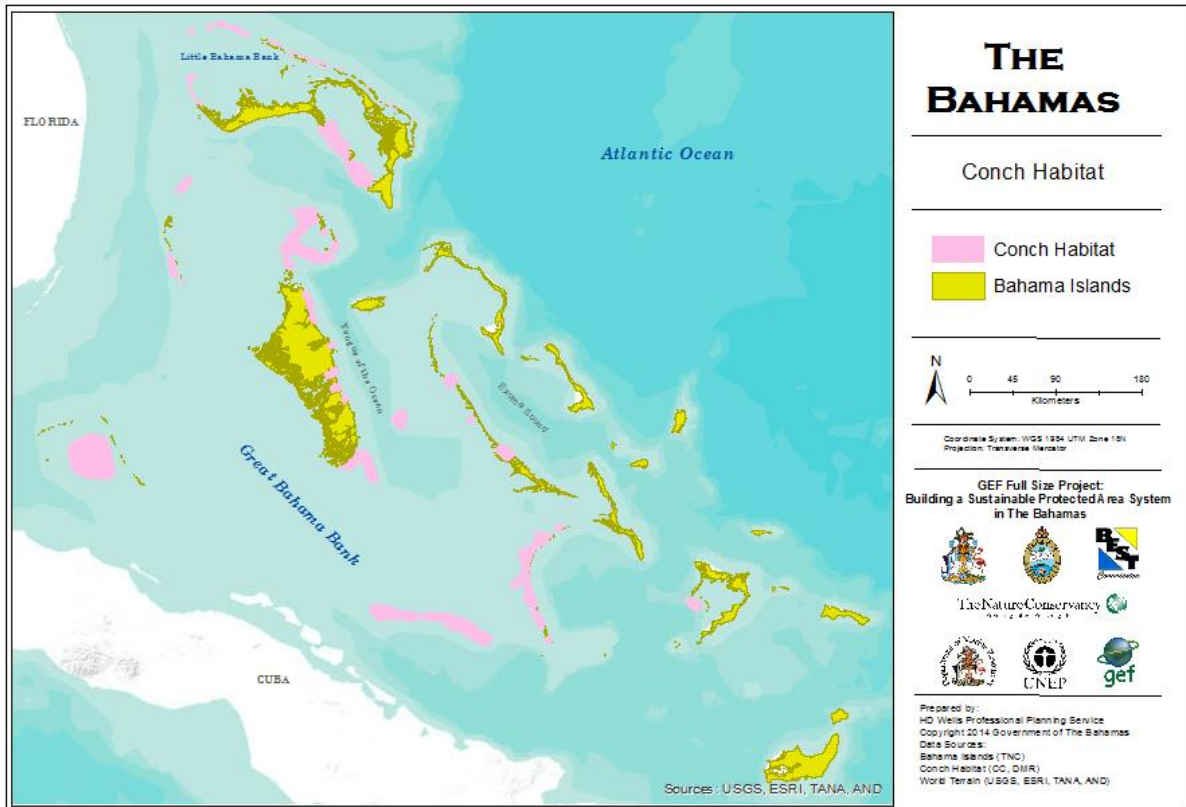 Little Bahama Bank
FLORIDA
Atlantic Ocean
Tongue of the Ocean
Exuma Sound
Great Bahama Bank
CUBA
Sources: USGS, ESRI, TANA, AND
THE
BAHAMAS
Conch Habitat
Conch Habitat
Bahama Islands
N
0 45 90 180
Kilometers
Coordinate System: WGS 1984 UTM Zone 18N
Projection: Transverse Mercator
GEF Full Size Project:
Building a Sustainable Protected Area System
in The Bahamas
BEST
Commission
The Nature Conservancy
UNEP
gef
Prepared by:
HD Wells Professional Planning Service
Copyright 2014 Government of The Bahamas
Data Sources:
Bahama Islands (TNC)
Conch Habitat (CC, DMR)
World Terrain (USGS, ESRI, TANA, AND)